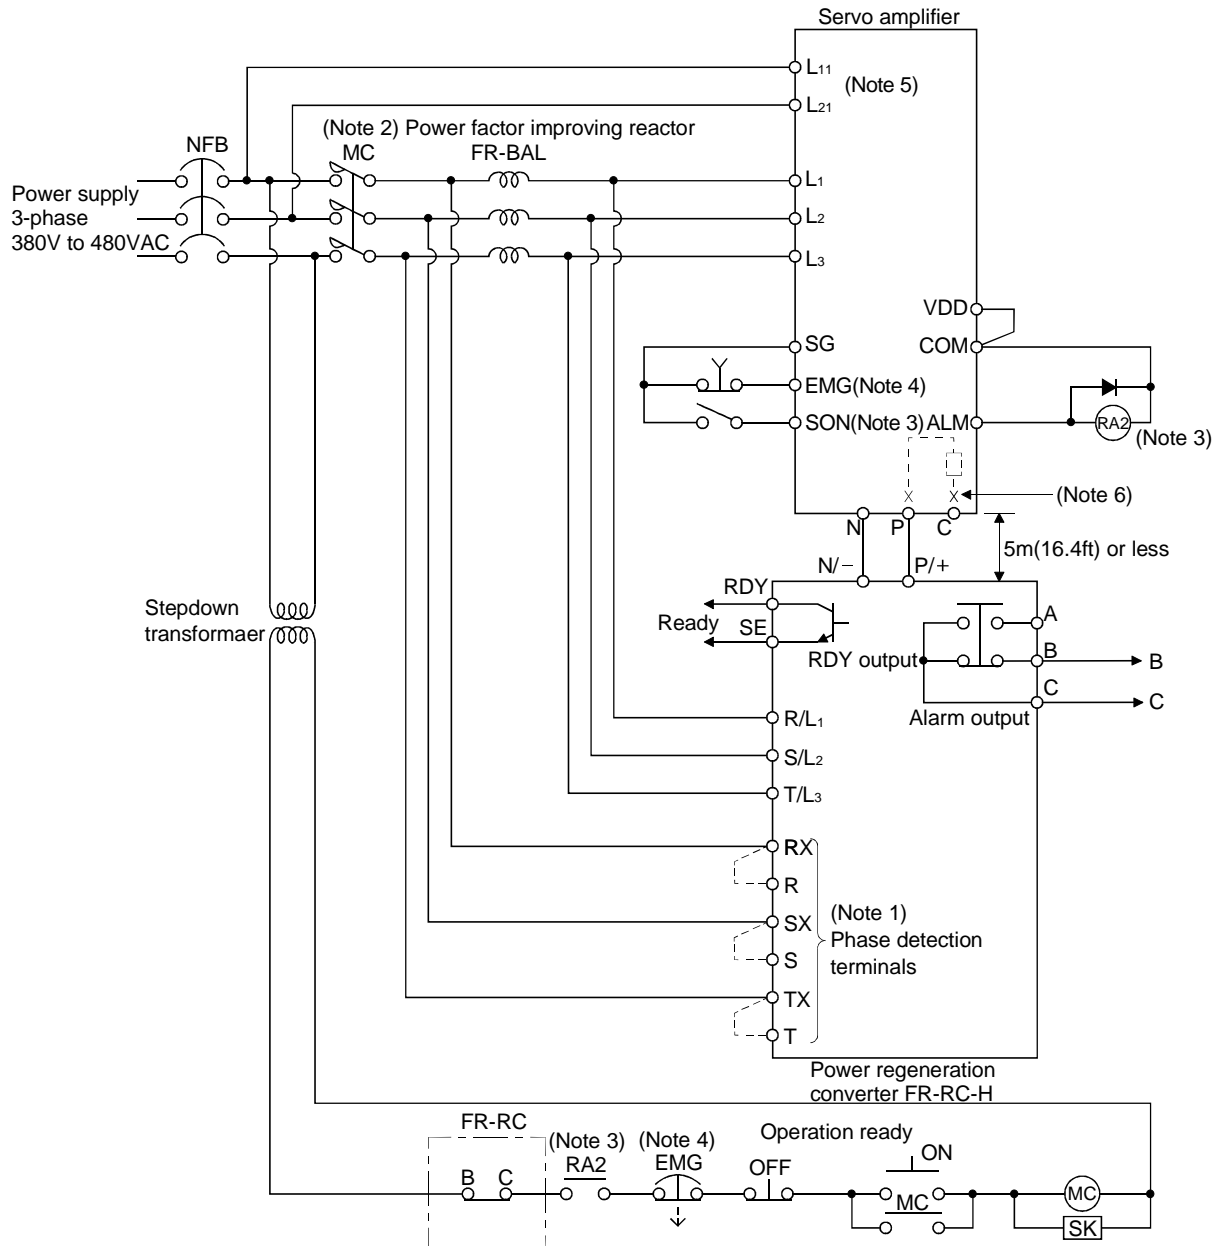 Servo amplifier
L11
(Note 5)
L21
(Note 2) Power factor improving reactor
NFB
MC
FR-BAL
Power supply
3-phase
380V to 480VAC
L1
L2
L3
VDD
SG
COM
EMG(Note 4)
SON(Note 3) ALM
RA2
(Note 3)
(Note 6)
N
P
C
5m(16.4ft) or less
N/−
P/+
RDY
Ready
SE
RDY output
A
B
B
C
C
Alarm output
Stepdown
transformaer
R/L1
S/L2
T/L3
RX
R
SX
S
TX
T
(Note 1)
Phase detection
terminals
Power regeneration
converter FR-RC-H
FR-RC
B
C
(Note 3)
RA2
(Note 4)
EMG
OFF
Operation ready
ON
MC
MC
SK